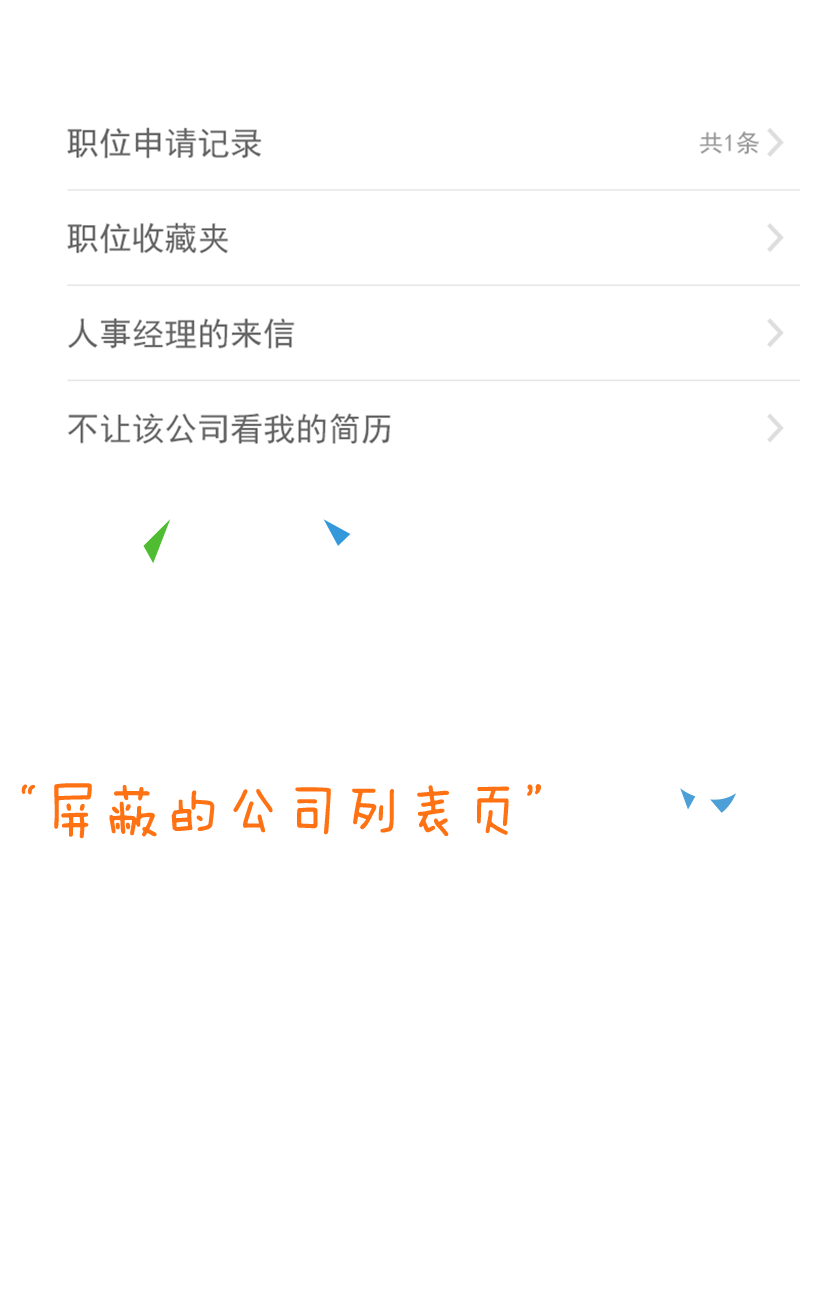 职位申请记录 共1条
职位收藏夹
人事经理的来信
不让该公司看我的简历
“屏蔽的公司列表页”